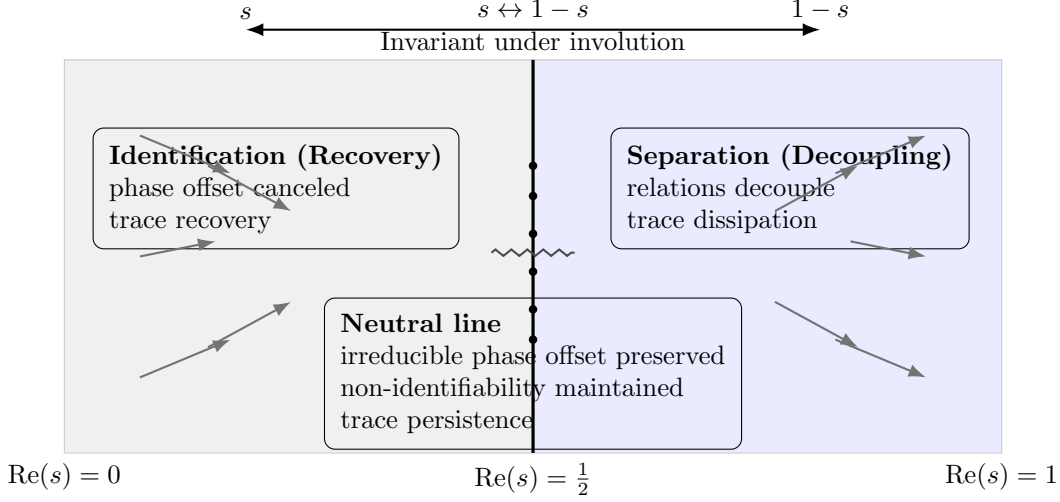 s
s ↔ 1 − s
1 − s
Invariant under involution
Identification (Recovery)
phase offset canceled
trace recovery
Separation (Decoupling)
relations decouple
trace dissipation
Neutral line
irreducible phase offset preserved
non-identifiability maintained
trace persistence
Re(s) = 0
Re(s) = 1/2
Re(s) = 1